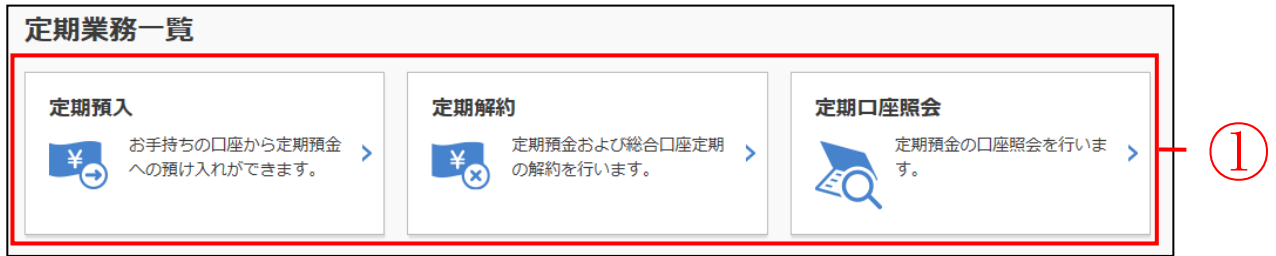 定期業務一覧
定期預入
お手持ちの口座から定期預金
への預け入れができます。
定期解約
定期預金および総合口座定期
の解約を行います。
定期口座照会
定期預金の口座照会を行いま
す。
①